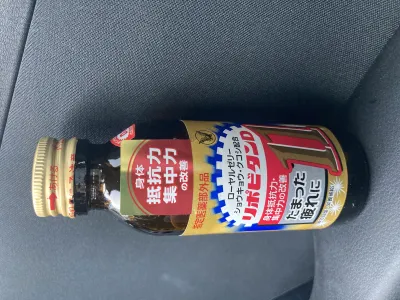 身体
抵抗力
集中力
の改善
指定医薬部外品
ローヤルゼリー
ショウキョウ・クコシ配合
リポビタンD
11
身体抵抗力・
集中力の改善
たまった
疲れに